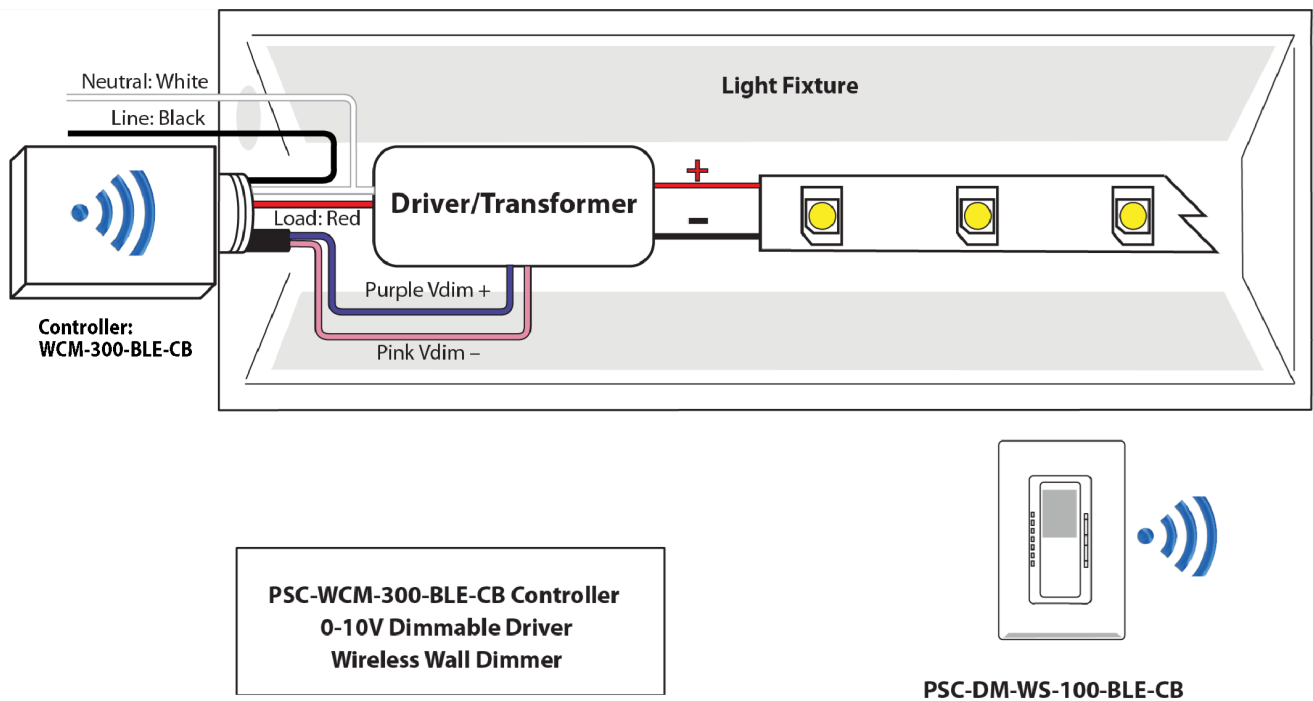 Neutral: White
Line: Black
Light Fixture
Driver/Transformer
+
-
Load: Red
Purple Vdim +
Pink Vdim –
Controller:
WCM-300-BLE-CB
PSC-WCM-300-BLE-CB Controller
0-10V Dimmable Driver
Wireless Wall Dimmer
PSC-DM-WS-100-BLE-CB